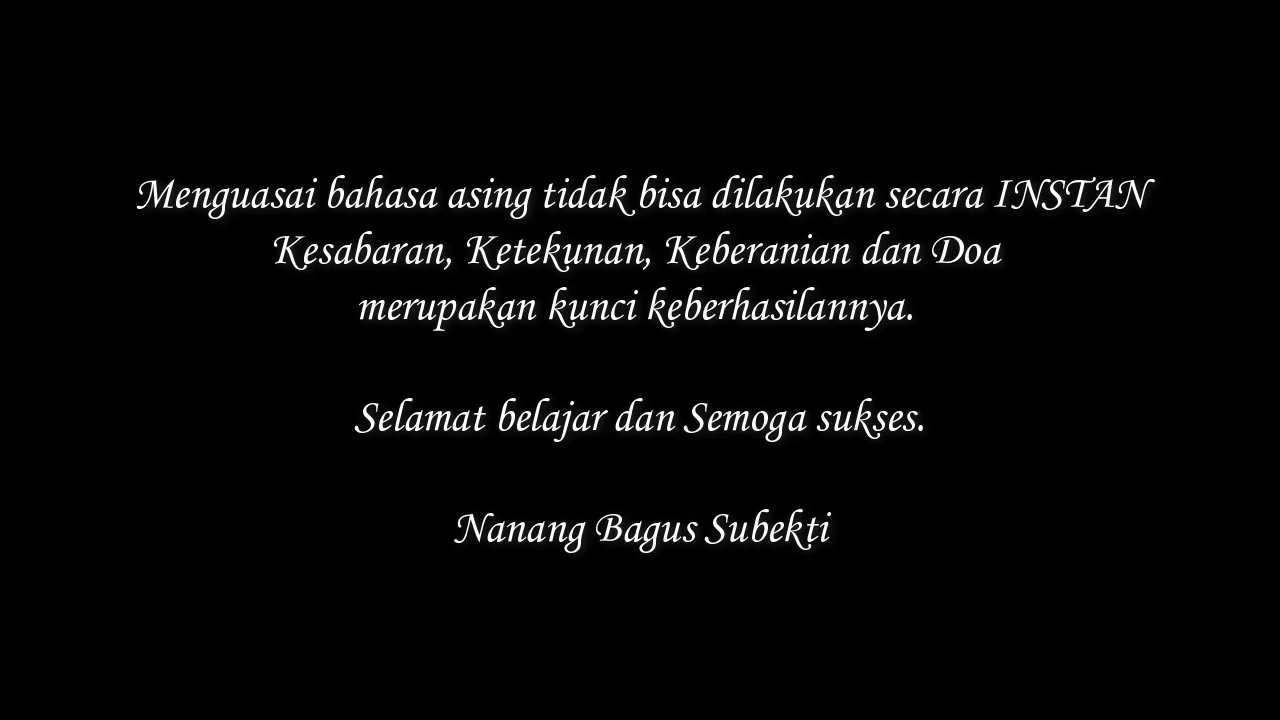 Menguasai bahasa asing tidak bisa dilakukan secara INSTAN
Kesabaran, Ketekunan, Keberanian dan Doa
merupakan kunci keberhasilannya.
Selamat belajar dan Semoga sukses.
Nanang Bagus Subekti